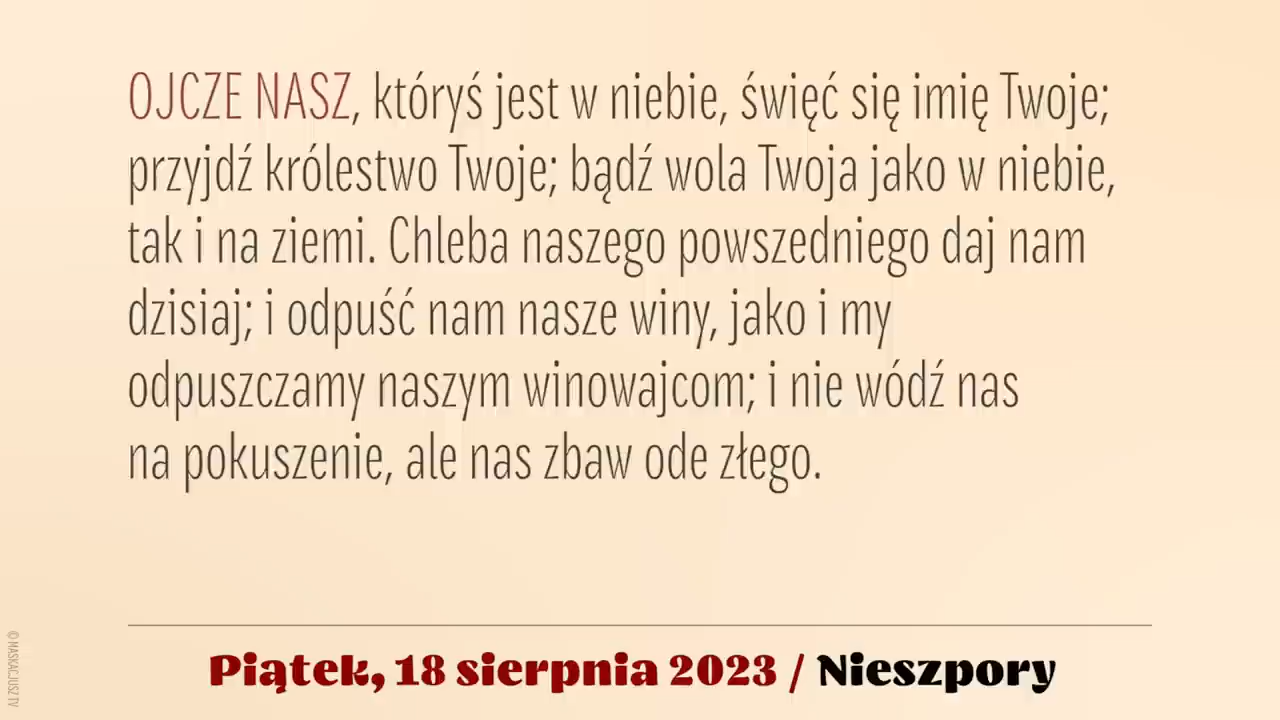 OJCZE NASZ, któryś jest w niebie, święć się imię Twoje;
przyjdź królestwo Twoje; bądź wola Twoja jako w niebie,
tak i na ziemi. Chleba naszego powszedniego daj nam
dzisiaj; i odpuść nam nasze winy, jako i my
odpuszczamy naszym winowajcom; i nie wódź nas
na pokuszenie, ale nas zbaw ode złego.
Piątek, 18 sierpnia 2023 / Nieszpory
© MASKACJUSZ TV